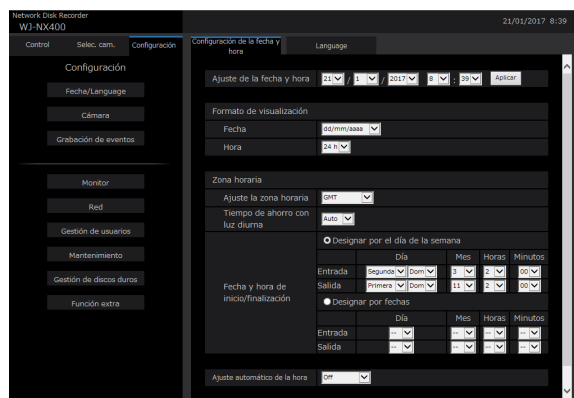 Network Disk Recorder
WJ-NX400
21/01/2017 8:39
Control Selec. cam. Configuración
Configuración de la fecha y hora
Language
Configuración
Fecha/Language
Cámara
Grabación de eventos
Monitor
Red
Gestión de usuarios
Mantenimiento
Gestión de discos duros
Función extra
Ajuste de la fecha y hora 21 / 1 / 2017 8 : 39 Aplicar
Formato de visualización
Fecha dd/mm/aaaa
Hora 24 h
Zona horaria
Ajuste la zona horaria GMT
Tiempo de ahorro con
luz diurna Auto
Fecha y hora de
inicio/finalización
Designar por el día de la semana
Día Mes Horas Minutos
Entrada Segunda Dom 3 2 00
Salida Primera Dom 11 2 00
Designar por fechas
Día Mes Horas Minutos
Entrada -- -- -- --
Salida -- -- -- --
Ajuste automático de la hora Off